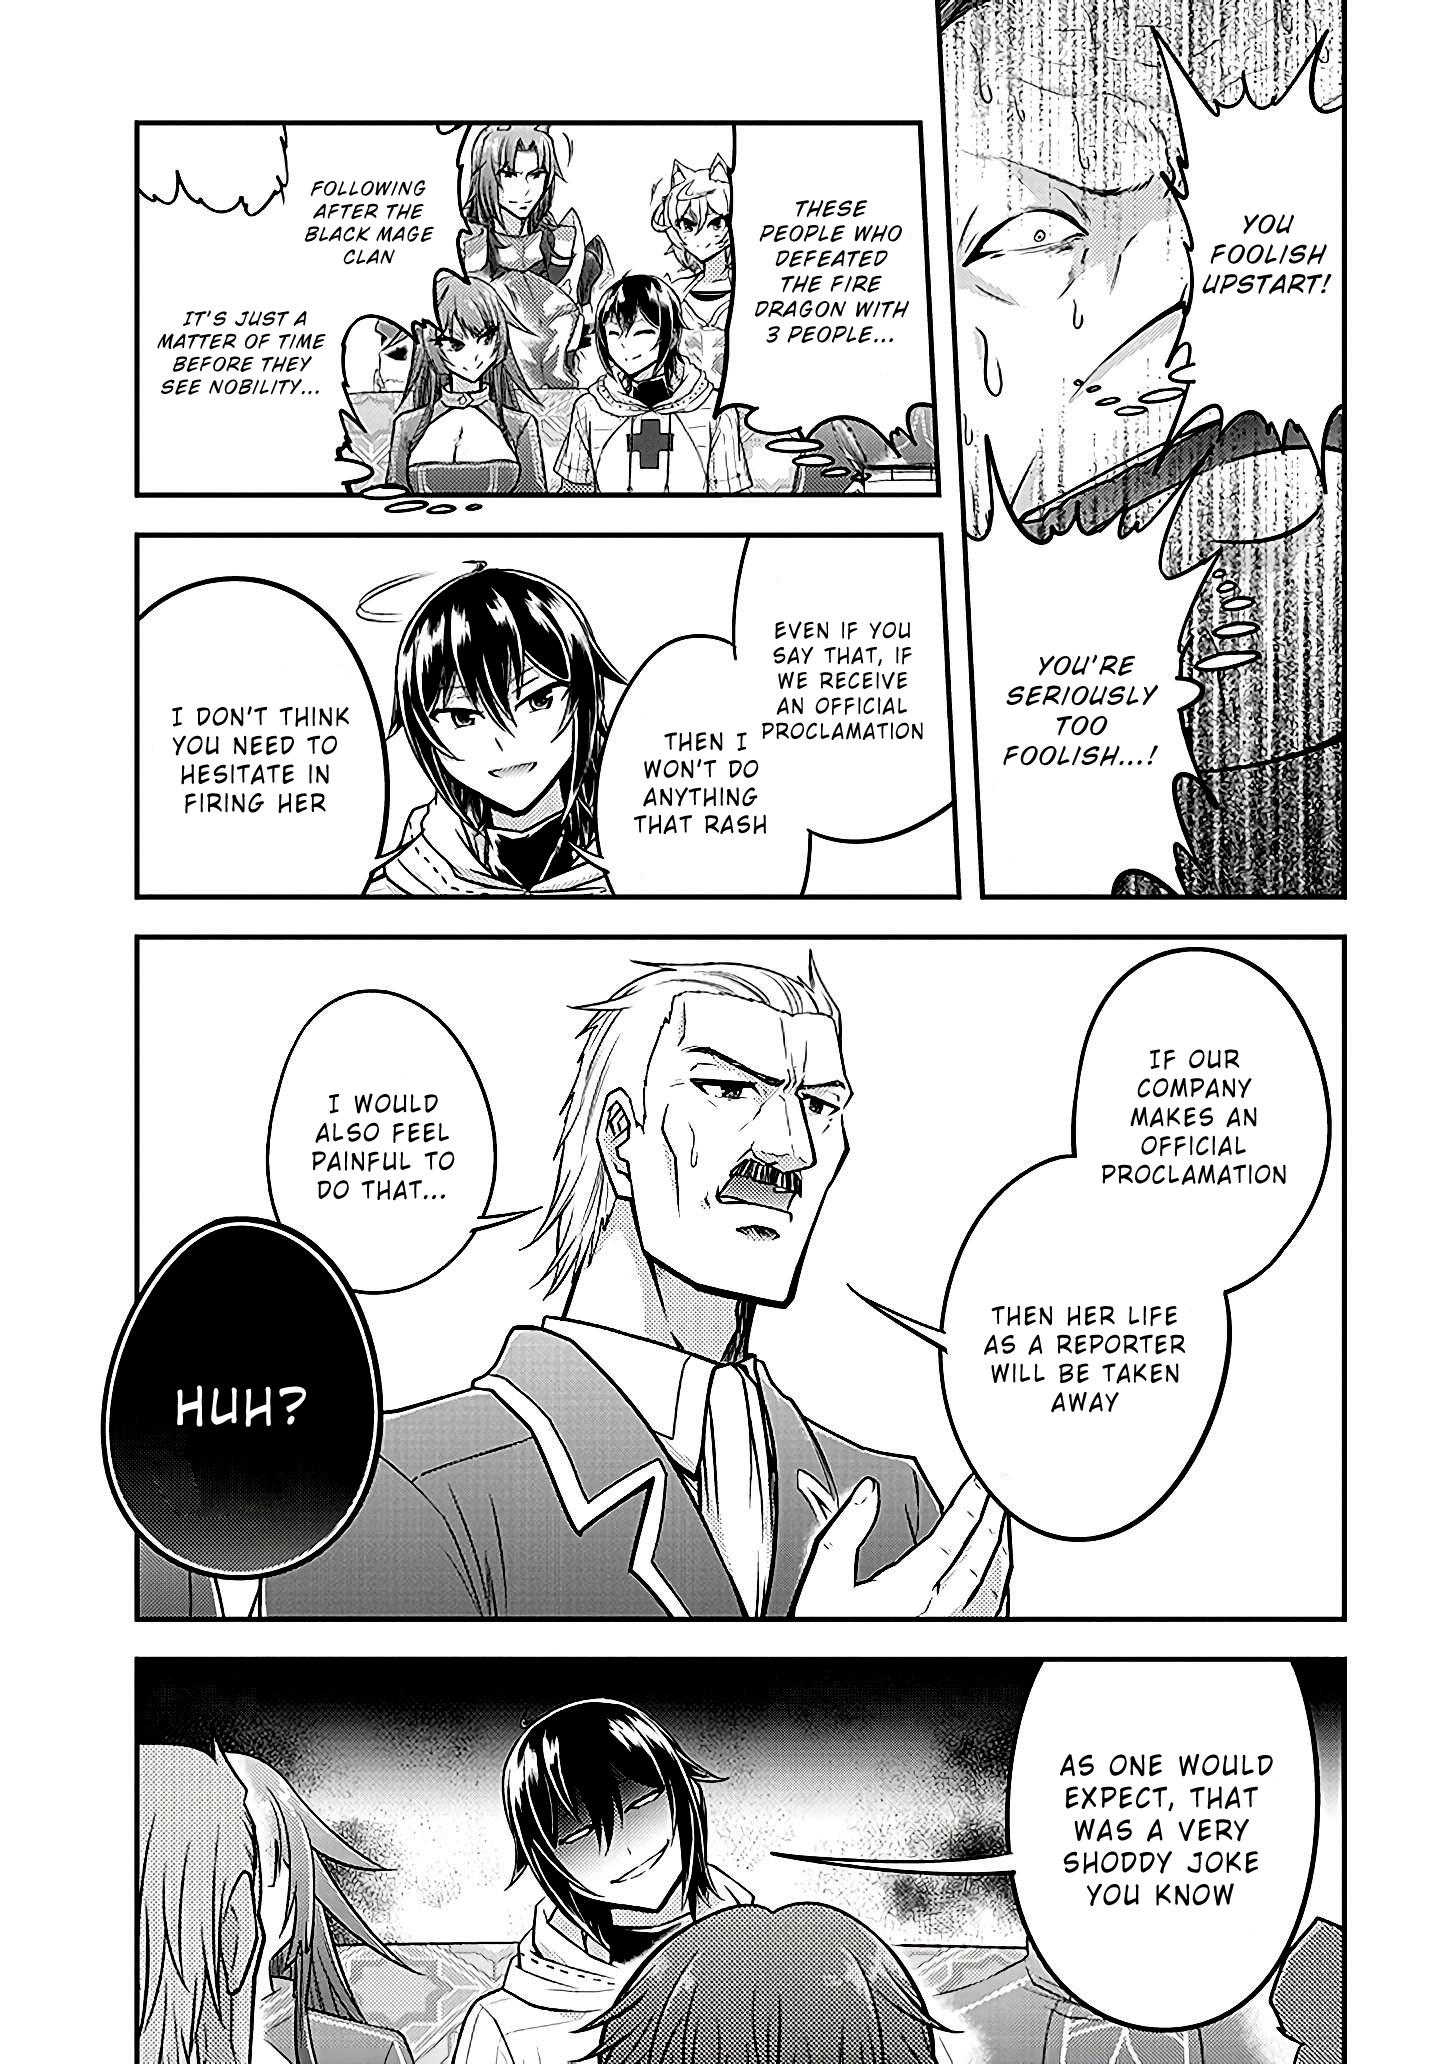 YOU
FOOLISH
UPSTART!
YOU'RE
SERIOUSLY
TOO
FOOLISH...!
THESE
PEOPLE WHO
DEFEATED
THE FIRE
DRAGON WITH
3 PEOPLE...
FOLLOWING
AFTER THE
BLACK MAGE
CLAN
IT'S JUST A
MATTER OF TIME
BEFORE THEY
SEE NOBILITY...
EVEN IF YOU
SAY THAT, IF
WE RECEIVE
AN OFFICIAL
PROCLAMATION
THEN I
WON'T DO
ANYTHING
THAT RASH
I DON'T THINK
YOU NEED TO
HESITATE IN
FIRING HER
IF OUR
COMPANY
MAKES AN
OFFICIAL
PROCLAMATION
THEN HER LIFE
AS A REPORTER
WILL BE TAKEN
AWAY
I WOULD
ALSO FEEL
PAINFUL TO
DO THAT...
HUH?
AS ONE WOULD
EXPECT, THAT
WAS A VERY
SHODDY JOKE
YOU KNOW